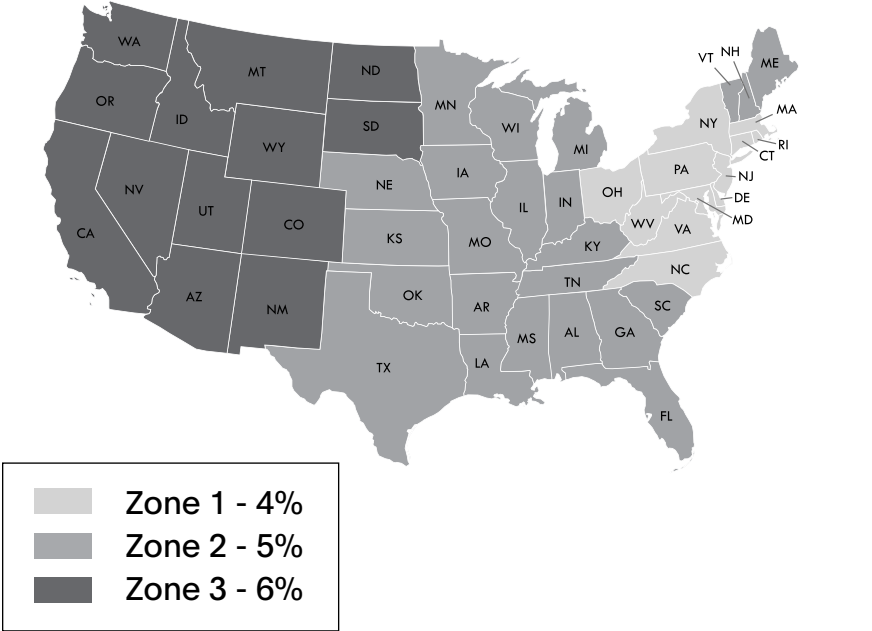 WA
MT
ND
MN
OR
ID
SD
WI
MI
WY
VT
NH
ME
NY
MA
RI
CT
NV
UT
CO
NE
IA
IL
IN
OH
PA
NJ
DE
MD
CA
KS
MO
KY
WV
VA
AZ
NM
OK
AR
TN
NC
TX
LA
MS
AL
GA
SC
FL
Zone 1 - 4%
Zone 2 - 5%
Zone 3 - 6%